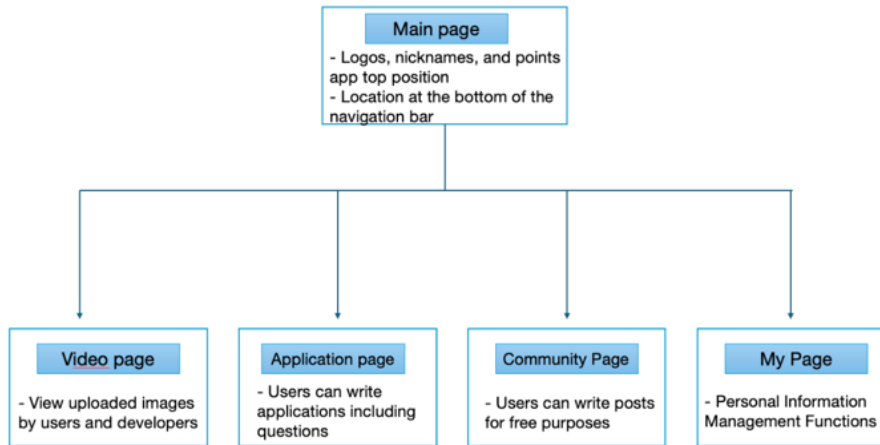 Main page
- Logos, nicknames, and points
app top position
- Location at the bottom of the
navigation bar
Video page
- View uploaded images
by users and developers
Application page
- Users can write
applications including
questions
Community Page
- Users can write posts
for free purposes
My Page
- Personal Information
Management Functions